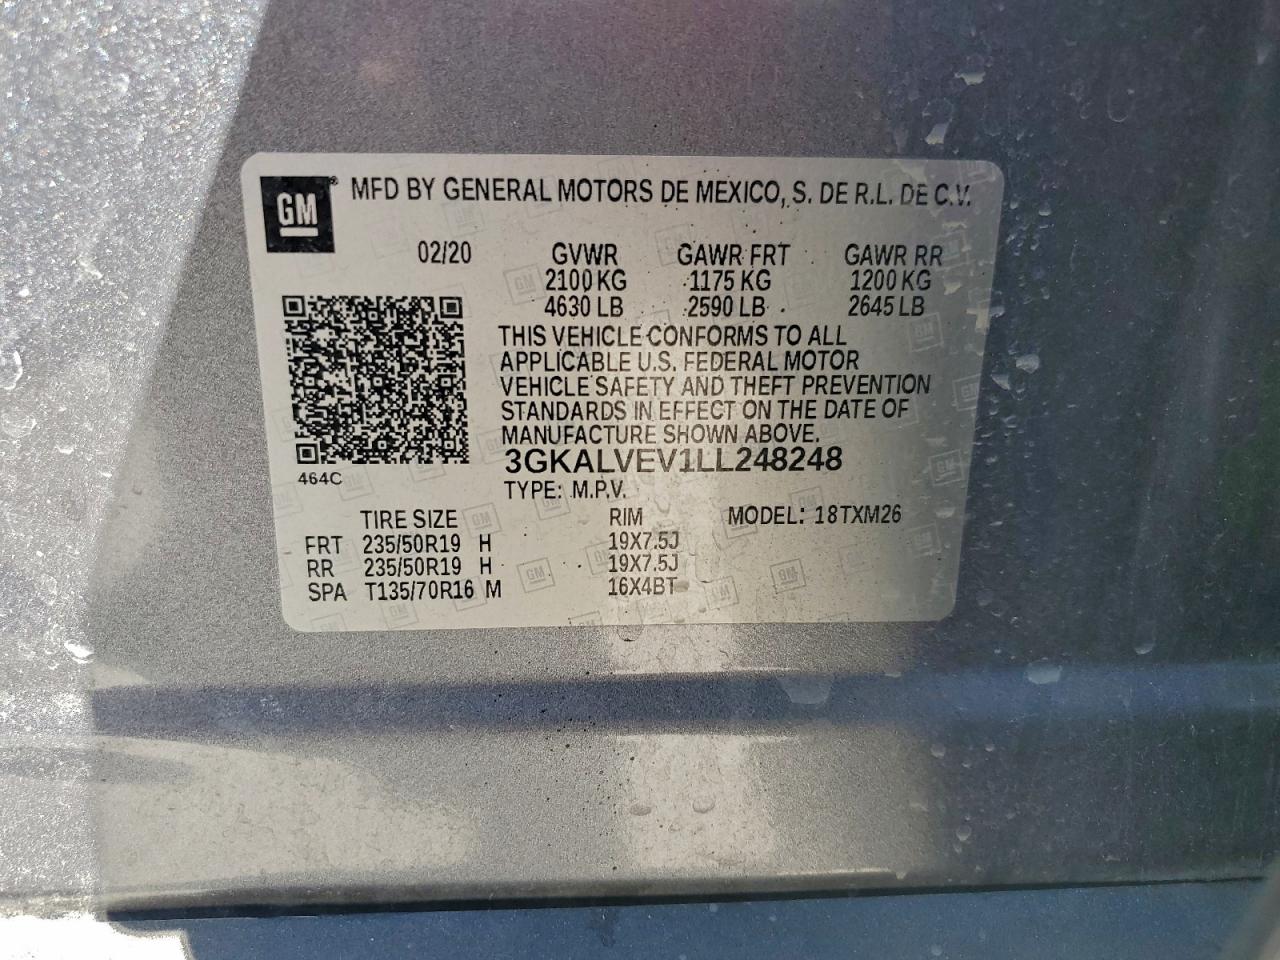 GM® MFD BY GENERAL MOTORS DE MEXICO, S. DE R.L. DE C.V.
02/20 GVWR GAWR FRT GAWR RR
2100 KG 1175 KG 1200 KG
4630 LB 2590 LB 2645 LB
THIS VEHICLE CONFORMS TO ALL
APPLICABLE U.S. FEDERAL MOTOR
VEHICLE SAFETY AND THEFT PREVENTION
STANDARDS IN EFFECT ON THE DATE OF
MANUFACTURE SHOWN ABOVE.
3GKALVEV1LL248248
464C
TYPE: M.P.V.
TIRE SIZE RIM MODEL: 18TXM26
FRT 235/50R19 H 19X7.5J
RR 235/50R19 H 19X7.5J
SPA T135/70R16 M 16X4BT